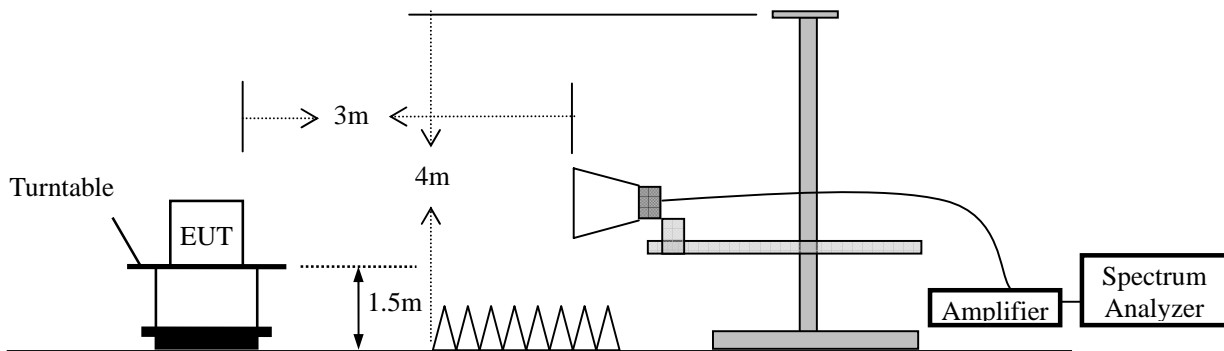 3m
4m
Turntable
EUT
1.5m
Amplifier
Spectrum
Analyzer